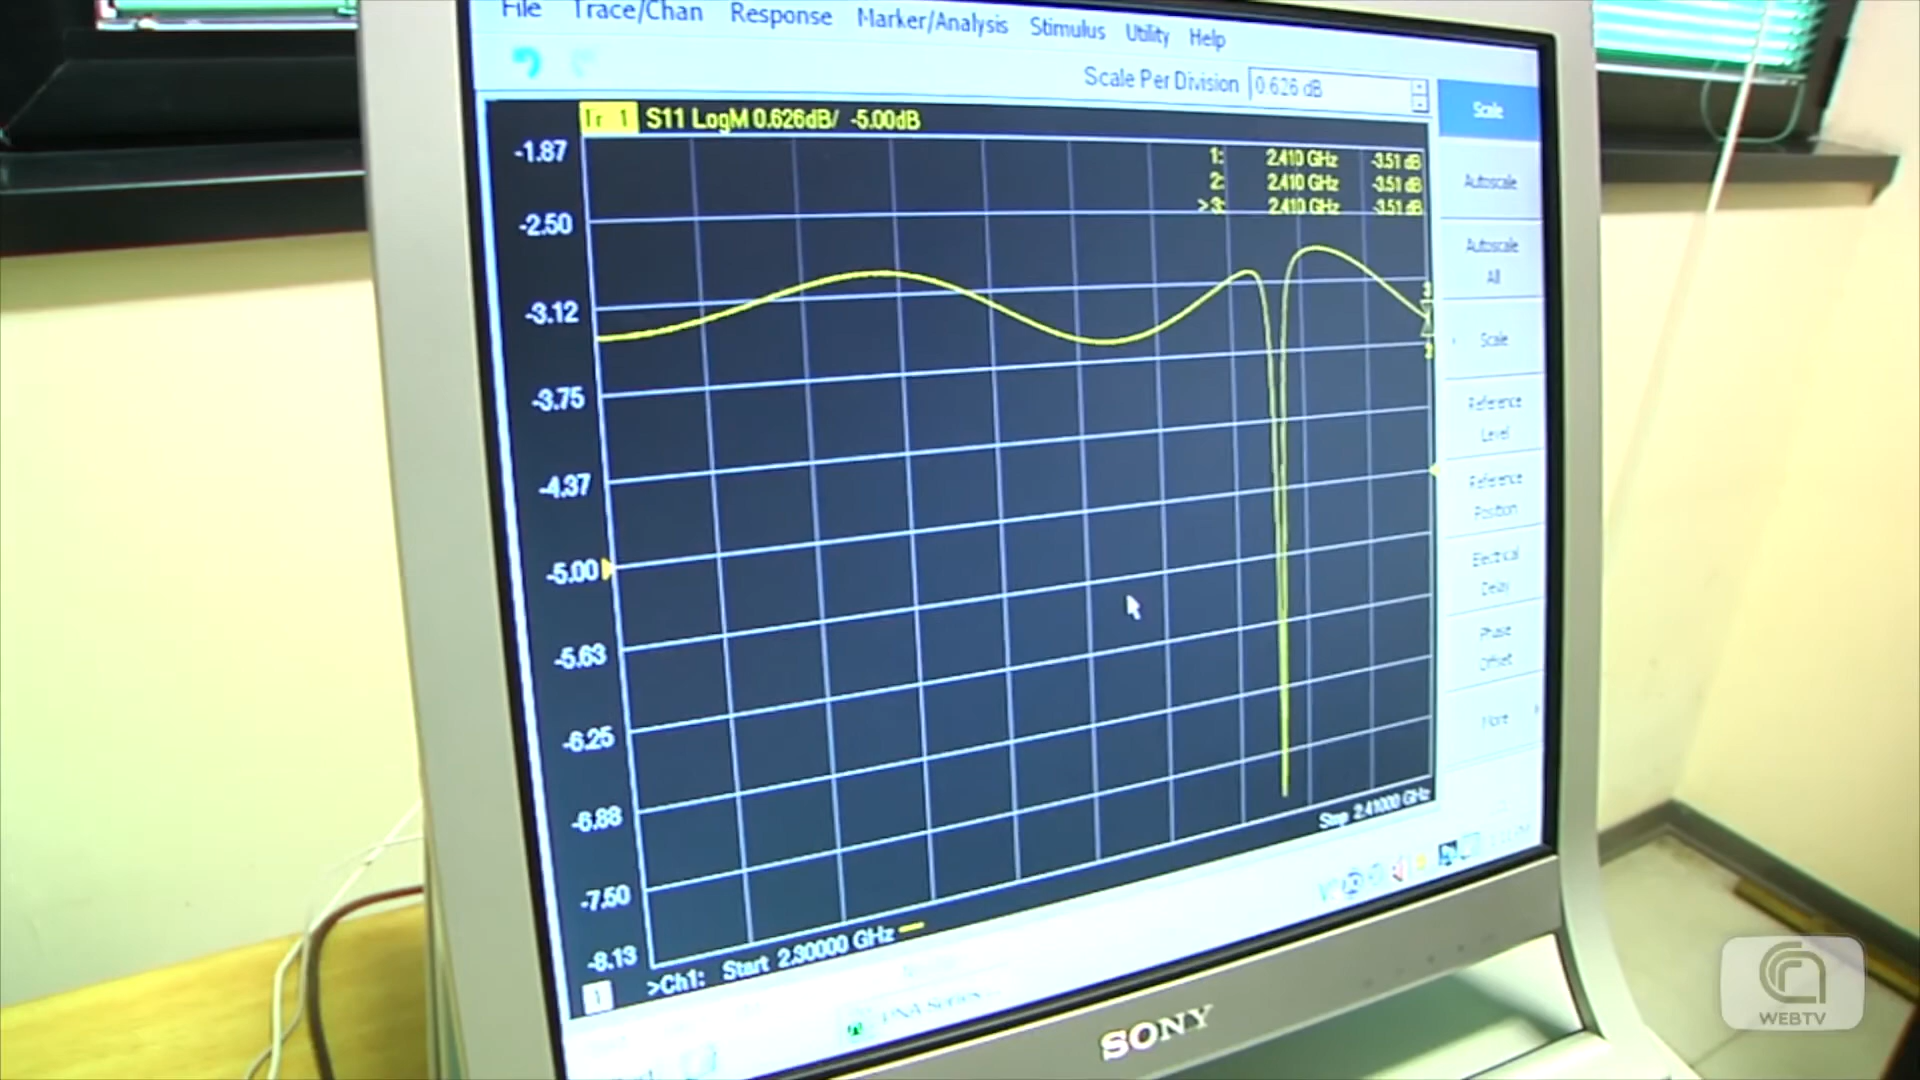 File Trace/Chan Response Marker/Analysis Stimulus Utility Help
Scale Per Division 0.626 dB
Tr 1 S11 LogM 0.626dB/ -5.00dB
1: 2.410 GHz -3.51 dB
2: 2.410 GHz -3.51 dB
>3: 2.410 GHz -3.51 dB
-1.87
-2.50
-3.12
-3.75
-4.37
-5.00
-5.63
-6.25
-6.88
-7.50
-8.13
Scale
Autoscale
Autoscale
All
Scale
Reference
Level
Reference
Position
Electrical
Delay
Phase
Offset
More
1
>Ch1: Start 2.30000 GHz
Stop 2.41000 GHz
SONY
WEBTV